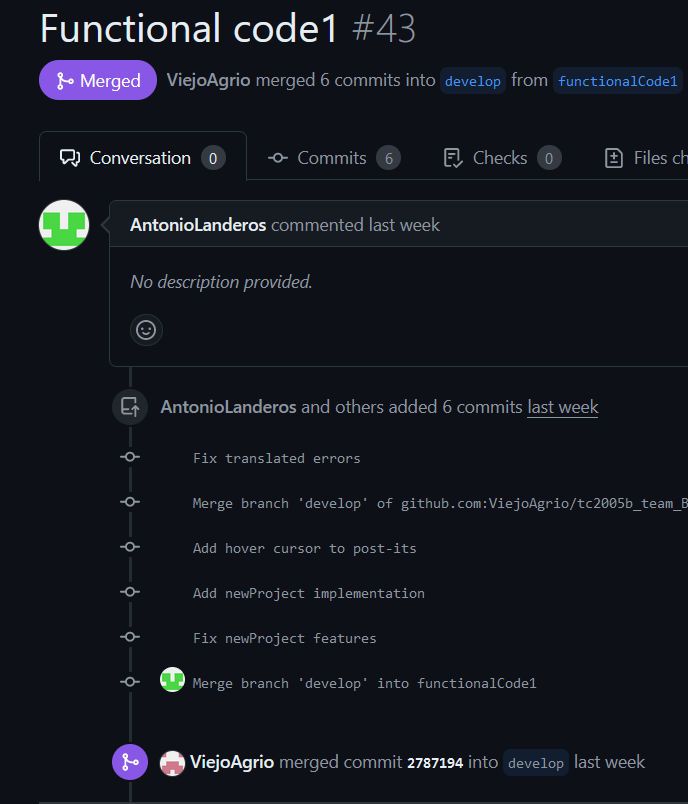 Functional code1 #43
Merged ViejoAgrio merged 6 commits into develop from functionalCode1
Conversation 0 Commits 6 Checks 0 Files ch
AntonioLanderos commented last week
No description provided.
AntonioLanderos and others added 6 commits last week
Fix translated errors
Merge branch 'develop' of github.com:ViejoAgrio/tc2005b_team_B
Add hover cursor to post-its
Add newProject implementation
Fix newProject features
Merge branch 'develop' into functionalCode1
ViejoAgrio merged commit 2787194 into develop last week